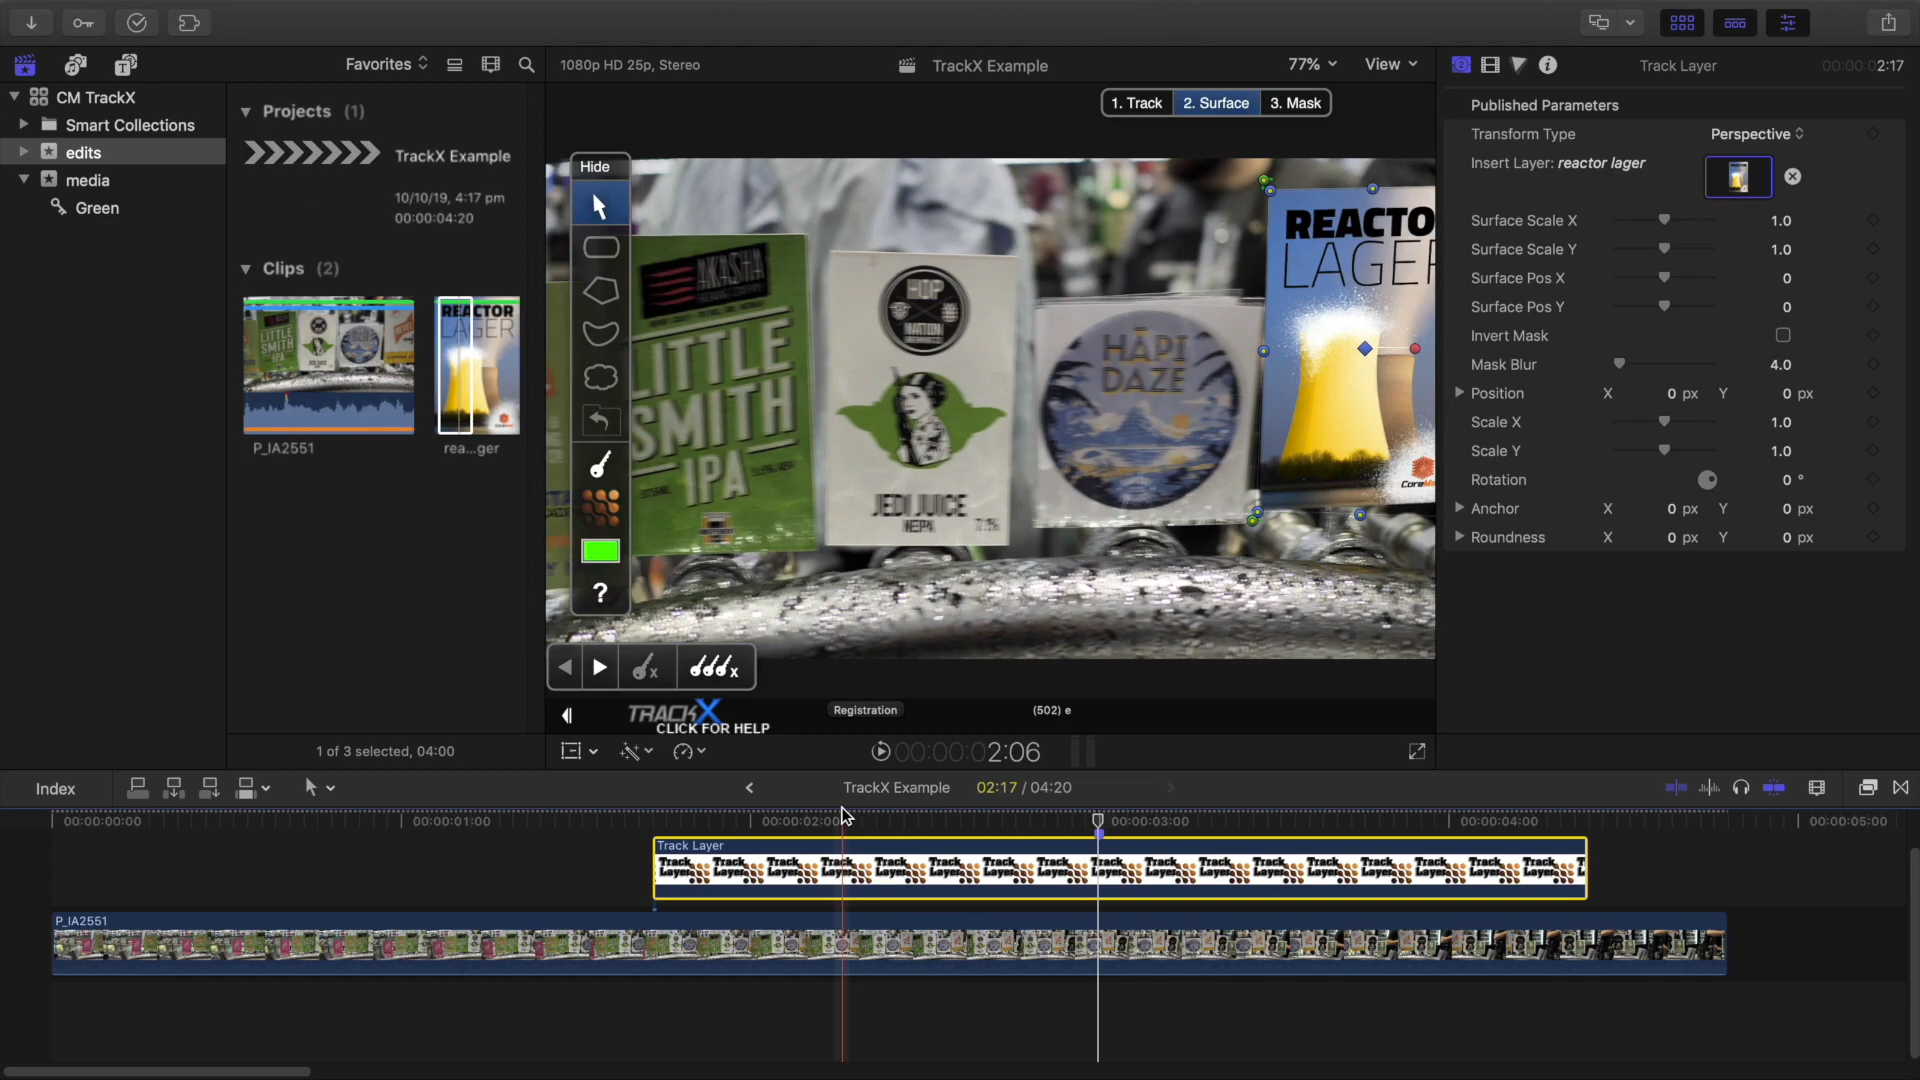 Favorites
1080p HD 25p, Stereo
TrackX Example
77%
View
Track Layer
00:00:02:17
CM TrackX
Smart Collections
edits
media
Green
Projects (1)
TrackX Example
10/10/19, 4:17 pm
00:00:04:20
Clips (2)
P_IA2551
rea...ger
1 of 3 selected, 04:00
1. Track
2. Surface
3. Mask
Hide
?
AKASHA
LITTLE
SMITH
IPA
HOP
NATION
JEDI JUICE
NEPA
7.1%
HĀPI
DAZE
REACTO
LAGER
CoreMe
TRACKX
CLICK FOR HELP
Registration
(502) e
00:00:02:06
Published Parameters
Transform Type
Perspective
Insert Layer: reactor lager
Surface Scale X
1.0
Surface Scale Y
1.0
Surface Pos X
0
Surface Pos Y
0
Invert Mask
Mask Blur
4.0
Position X 0 px Y 0 px
Scale X
1.0
Scale Y
1.0
Rotation
0 °
Anchor X 0 px Y 0 px
Roundness X 0 px Y 0 px
Index
TrackX Example
02:17 / 04:20
00:00:00:00
00:00:01:00
00:00:02:00
00:00:03:00
00:00:04:00
00:00:05:00
Track Layer
P_IA2551